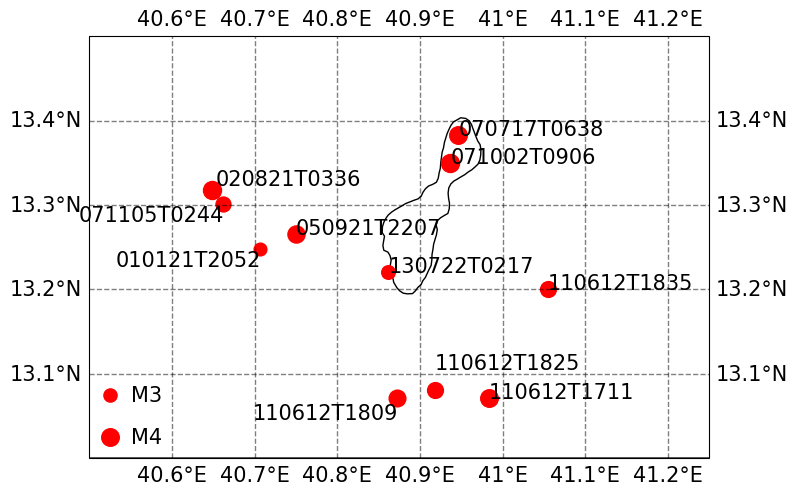 40.6°E 40.7°E 40.8°E 40.9°E 41°E 41.1°E 41.2°E
13.4°N 13.4°N
070717T0638
071002T0906
020821T0336
13.3°N 13.3°N
071105T0244
050921T2207
010121T2052
130722T0217
13.2°N 110612T1835 13.2°N
110612T1825
13.1°N 13.1°N
M3
110612T1711
110612T1809
M4
40.6°E 40.7°E 40.8°E 40.9°E 41°E 41.1°E 41.2°E